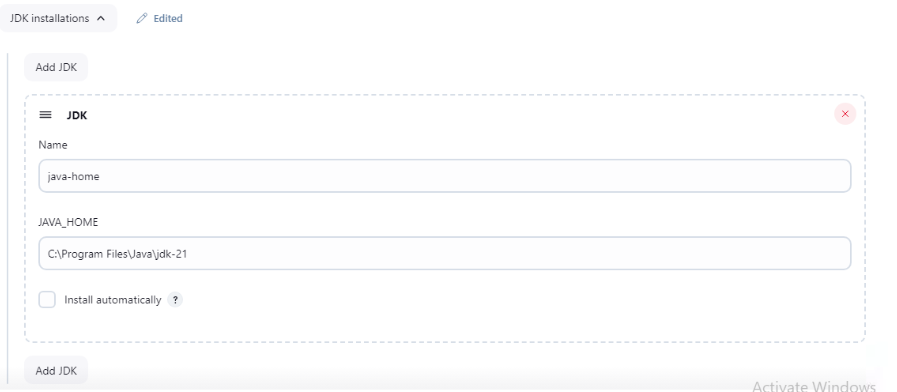 JDK installations
Edited
Add JDK
JDK
Name
java-home
JAVA_HOME
C:\Program Files\Java\jdk-21
Install automatically ?
Add JDK
Activate Windows